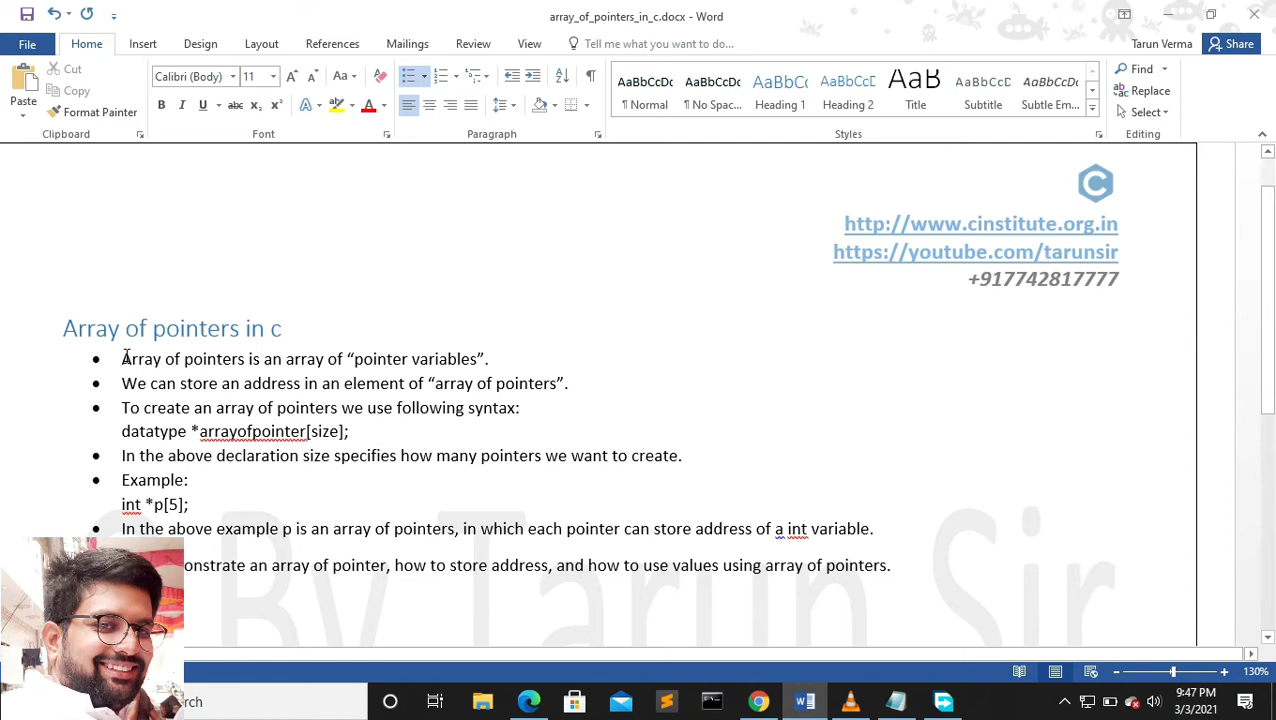 array_of_pointers_in_c.docx - Word
File Home Insert Design Layout References Mailings Review View Tell me what you want to do... Tarun Verma Share
Paste Cut Copy Format Painter
Calibri (Body) 11
¶ Normal ¶ No Spac... Heading 1 Heading 2 Title Subtitle Subtle Em...
Find Replace Select
Clipboard Font Paragraph Styles Editing
http://www.cinstitute.org.in
https://youtube.com/tarunsir
+917742817777
Array of pointers in c
• Array of pointers is an array of “pointer variables”.
• We can store an address in an element of “array of pointers”.
• To create an array of pointers we use following syntax:
datatype *arrayofpointer[size];
• In the above declaration size specifies how many pointers we want to create.
• Example:
int *p[5];
• In the above example p is an array of pointers, in which each pointer can store address of a int variable.
onstrate an array of pointer, how to store address, and how to use values using array of pointers.
By Tarun Sir
130%
arch
9:47 PM
3/3/2021